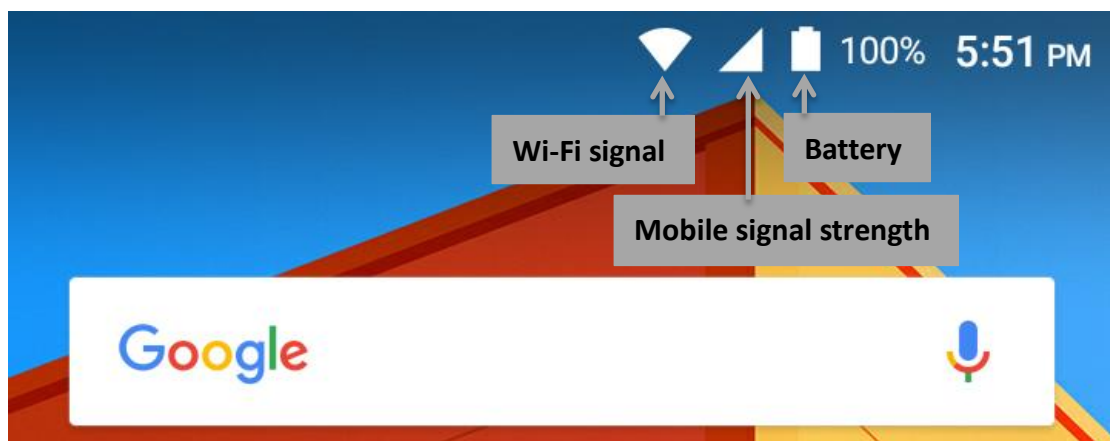 100% 5:51 PM
Wi-Fi signal
Battery
Mobile signal strength
Google